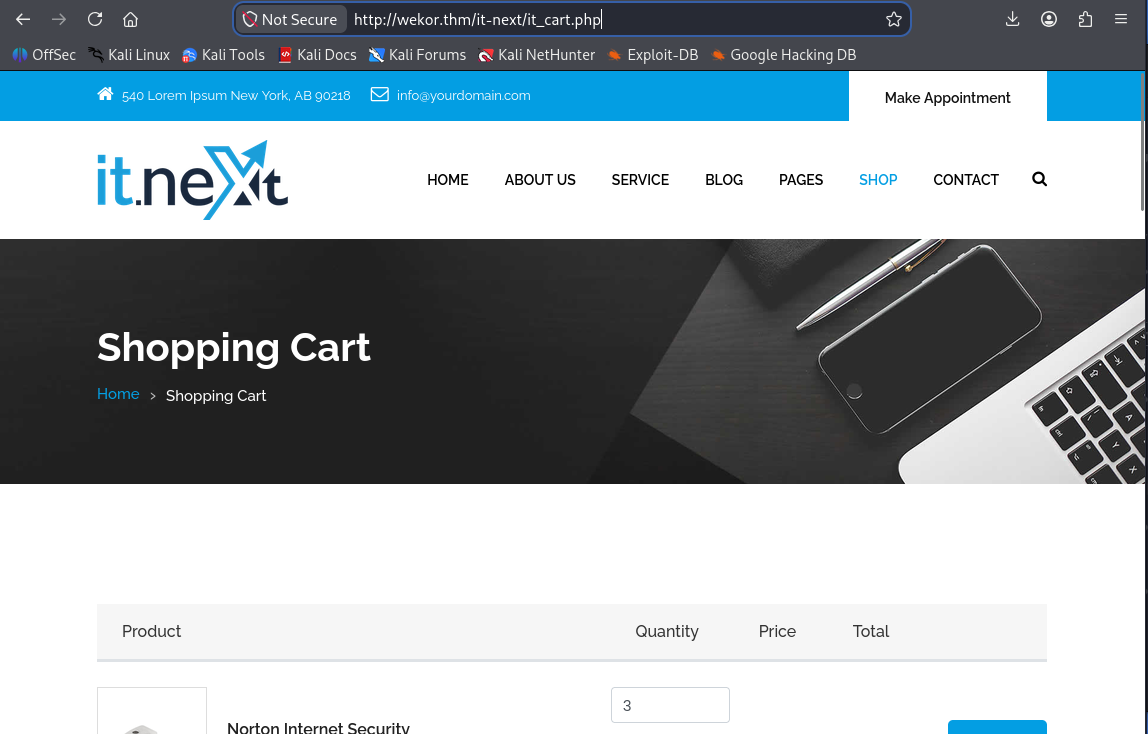 Not Secure http://wekor.thm/it-next/it_cart.php
OffSec Kali Linux Kali Tools Kali Docs Kali Forums Kali NetHunter Exploit-DB Google Hacking DB
540 Lorem Ipsum New York, AB 90218 info@yourdomain.com Make Appointment
it.next HOME ABOUT US SERVICE BLOG PAGES SHOP CONTACT
Shopping Cart
Home > Shopping Cart
Product Quantity Price Total
3
Norton Internet Security